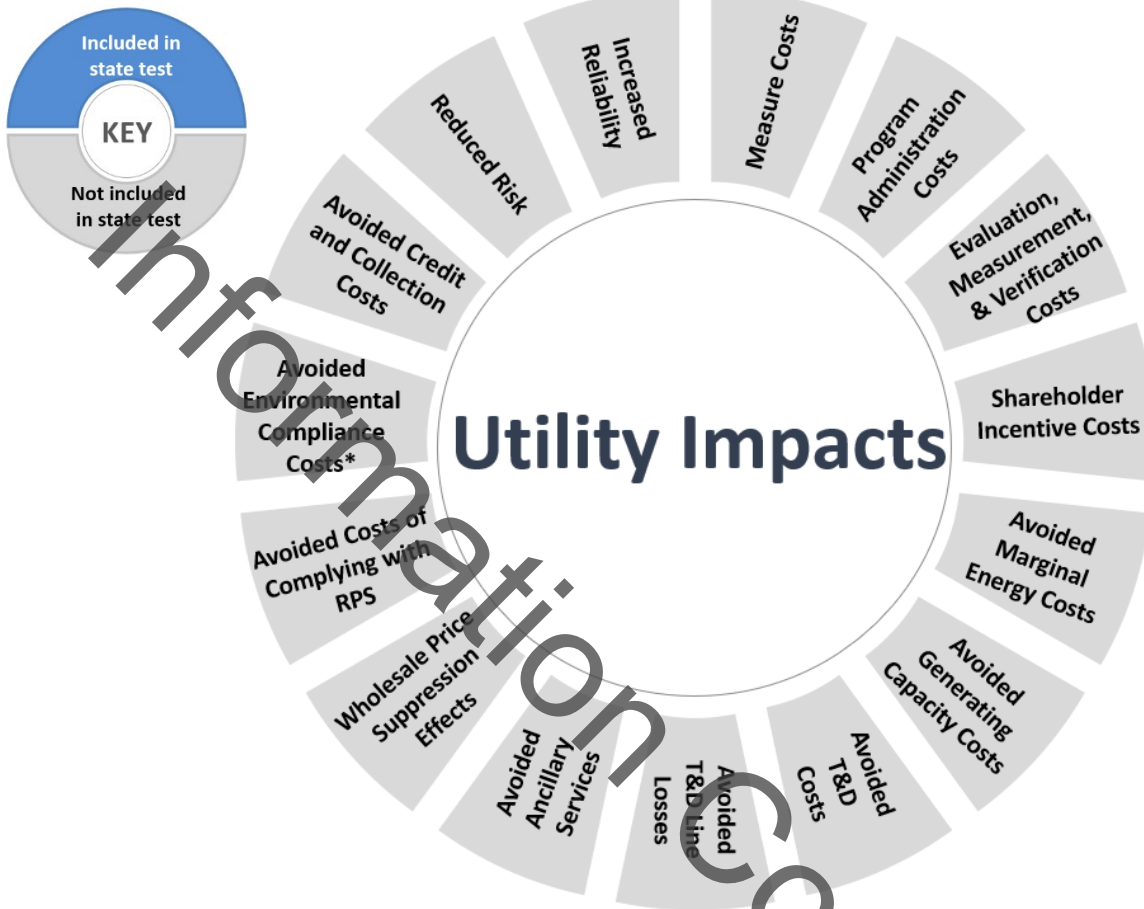 Included in
state test
KEY
Not included
in state test
Utility Impacts
Measure Costs
Program
Administration
Costs
Evaluation,
Measurement,
& Verification
Costs
Shareholder
Incentive Costs
Avoided
Marginal
Energy Costs
Avoided
Generating
Capacity Costs
Avoided
T&D
Costs
Avoided
T&D Line
Losses
Avoided
Ancillary
Services
Wholesale Price
Suppression
Effects
Avoided Costs of
Complying with
RPS
Avoided
Environmental
Compliance
Costs*
Avoided Credit
and Collection
Costs
Reduced Risk
Increased
Reliability
Information Co